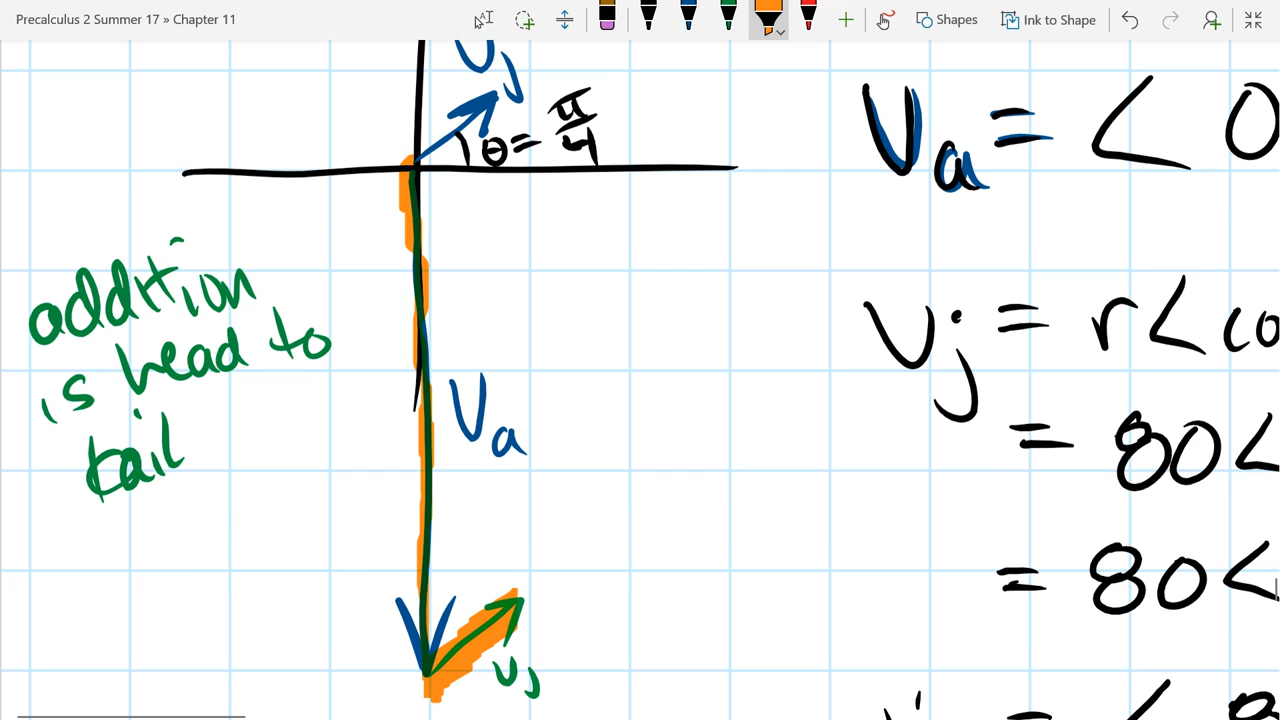 Precalculus 2 Summer 17 » Chapter 11
Shapes
Ink to Shape
Vj
θ = π/4
addition
is head to
tail
Va
Vj
Va = < 0
Vj = r < co
= 80 <
= 80 <
= <